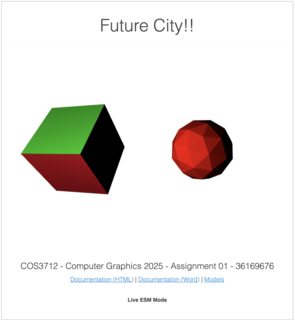 Future City!!
COS3712 - Computer Graphics 2025 - Assignment 01 - 36169676
Documentation (HTML) | Documentation (Word) | Models
Live ESM Mode